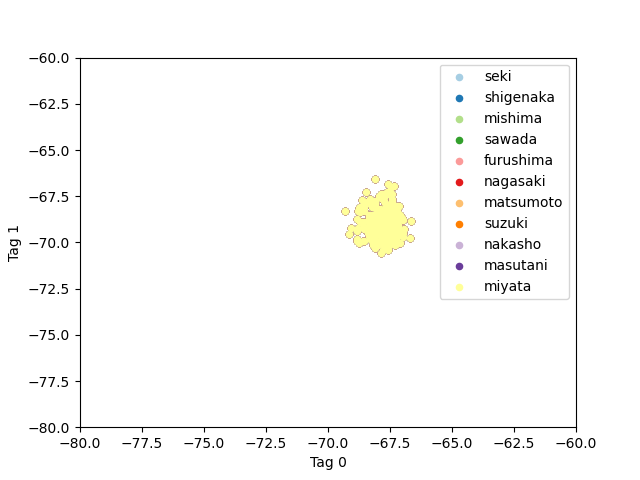 −60.0
−62.5
−65.0
−67.5
−70.0
−72.5
−75.0
−77.5
−80.0
Tag 1
seki
shigenaka
mishima
sawada
furushima
nagasaki
matsumoto
suzuki
nakasho
masutani
miyata
−80.0 −77.5 −75.0 −72.5 −70.0 −67.5 −65.0 −62.5 −60.0
Tag 0